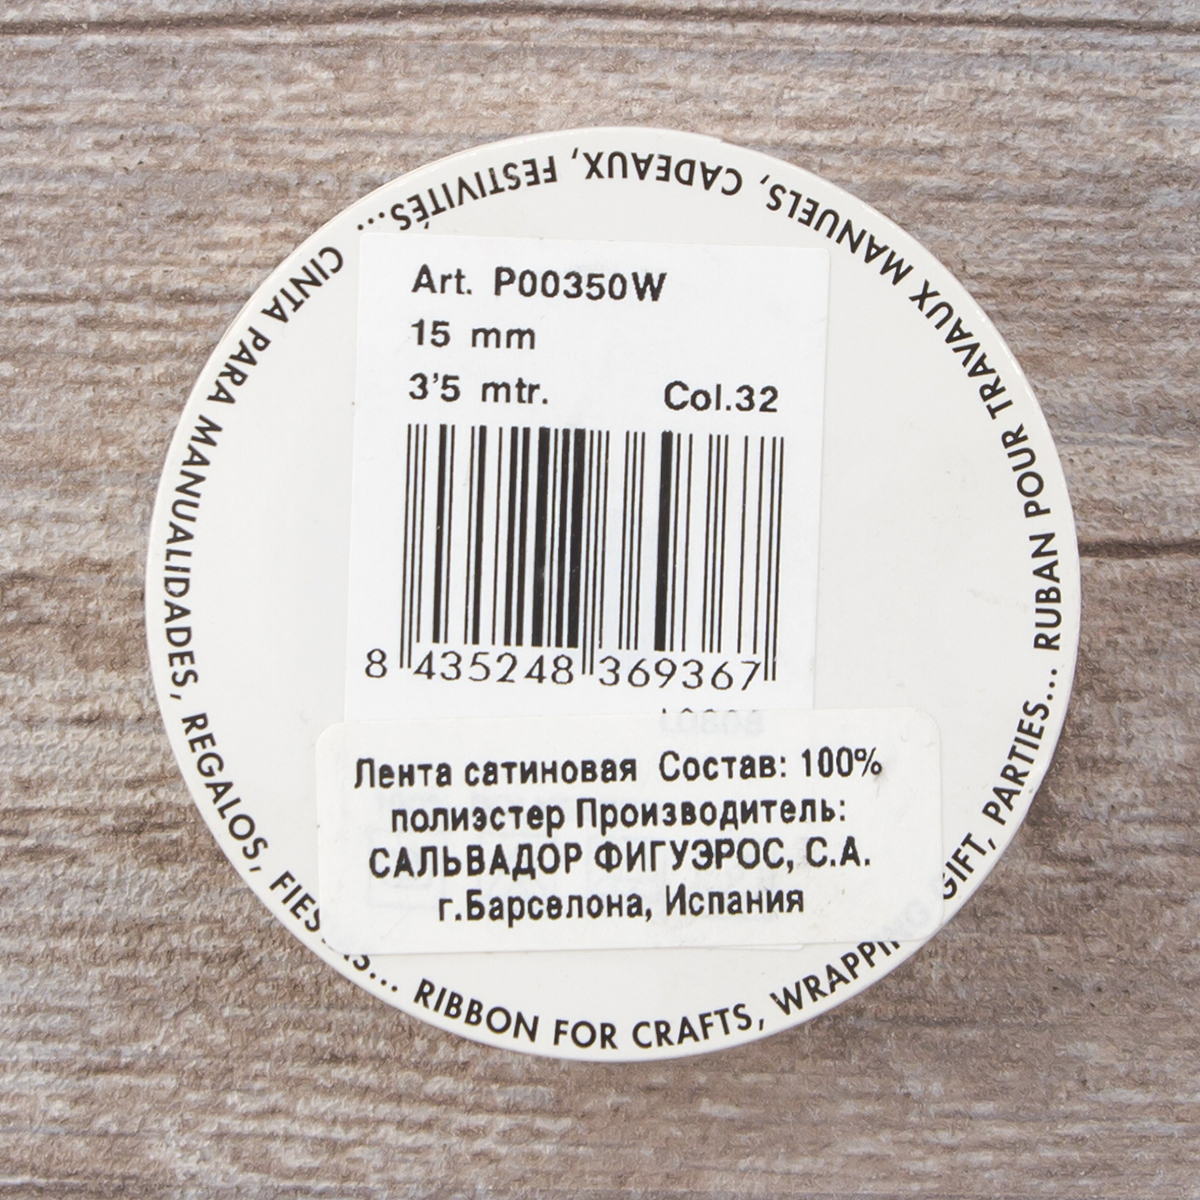 Art. P00350W
15 mm
3'5 mtr.
Col.32
8 435248 369367
Лента сатиновая Состав: 100%
полиэстер Производитель:
САЛЬВАДОР ФИГУЭРОС, С.А.
г.Барселона, Испания
CINTA PARA MANUALIDADES, REGALOS,
RIBBON FOR CRAFTS, WRAPPING GIFT, PARTIES...
RUBAN POUR TRAVAUX MANUELS, CADEAUX, FESTIVITÉS...